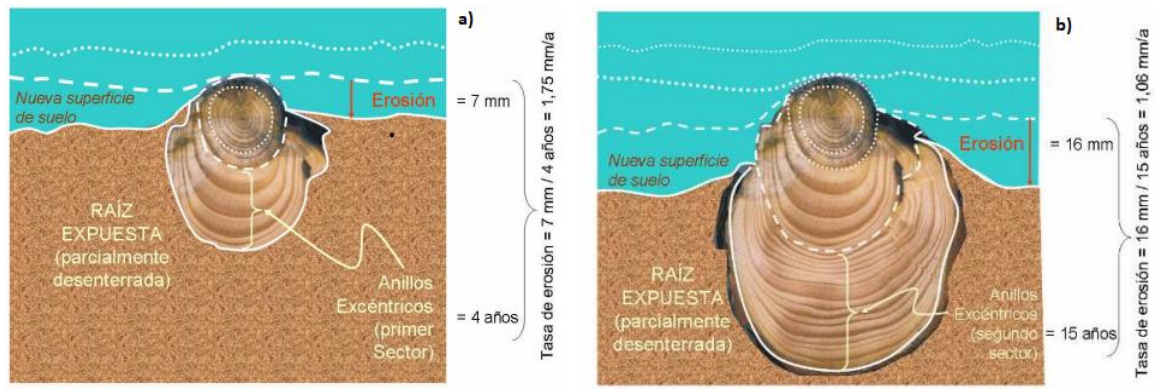 a)
Nueva superficie
de suelo
Erosión
= 7 mm
RAÍZ
EXPUESTA
(parcialmente
desenterrada)
Anillos
Excéntricos
(primer
Sector)
= 4 años
Tasa de erosión = 7 mm / 4 años = 1,75 mm/a
b)
Nueva superficie
de suelo
Erosión
= 16 mm
RAÍZ
EXPUESTA
(parcialmente
desenterrada)
Anillos
Excéntricos
(segundo
sector)
= 15 años
Tasa de erosión = 16 mm / 15 años = 1,06 mm/a